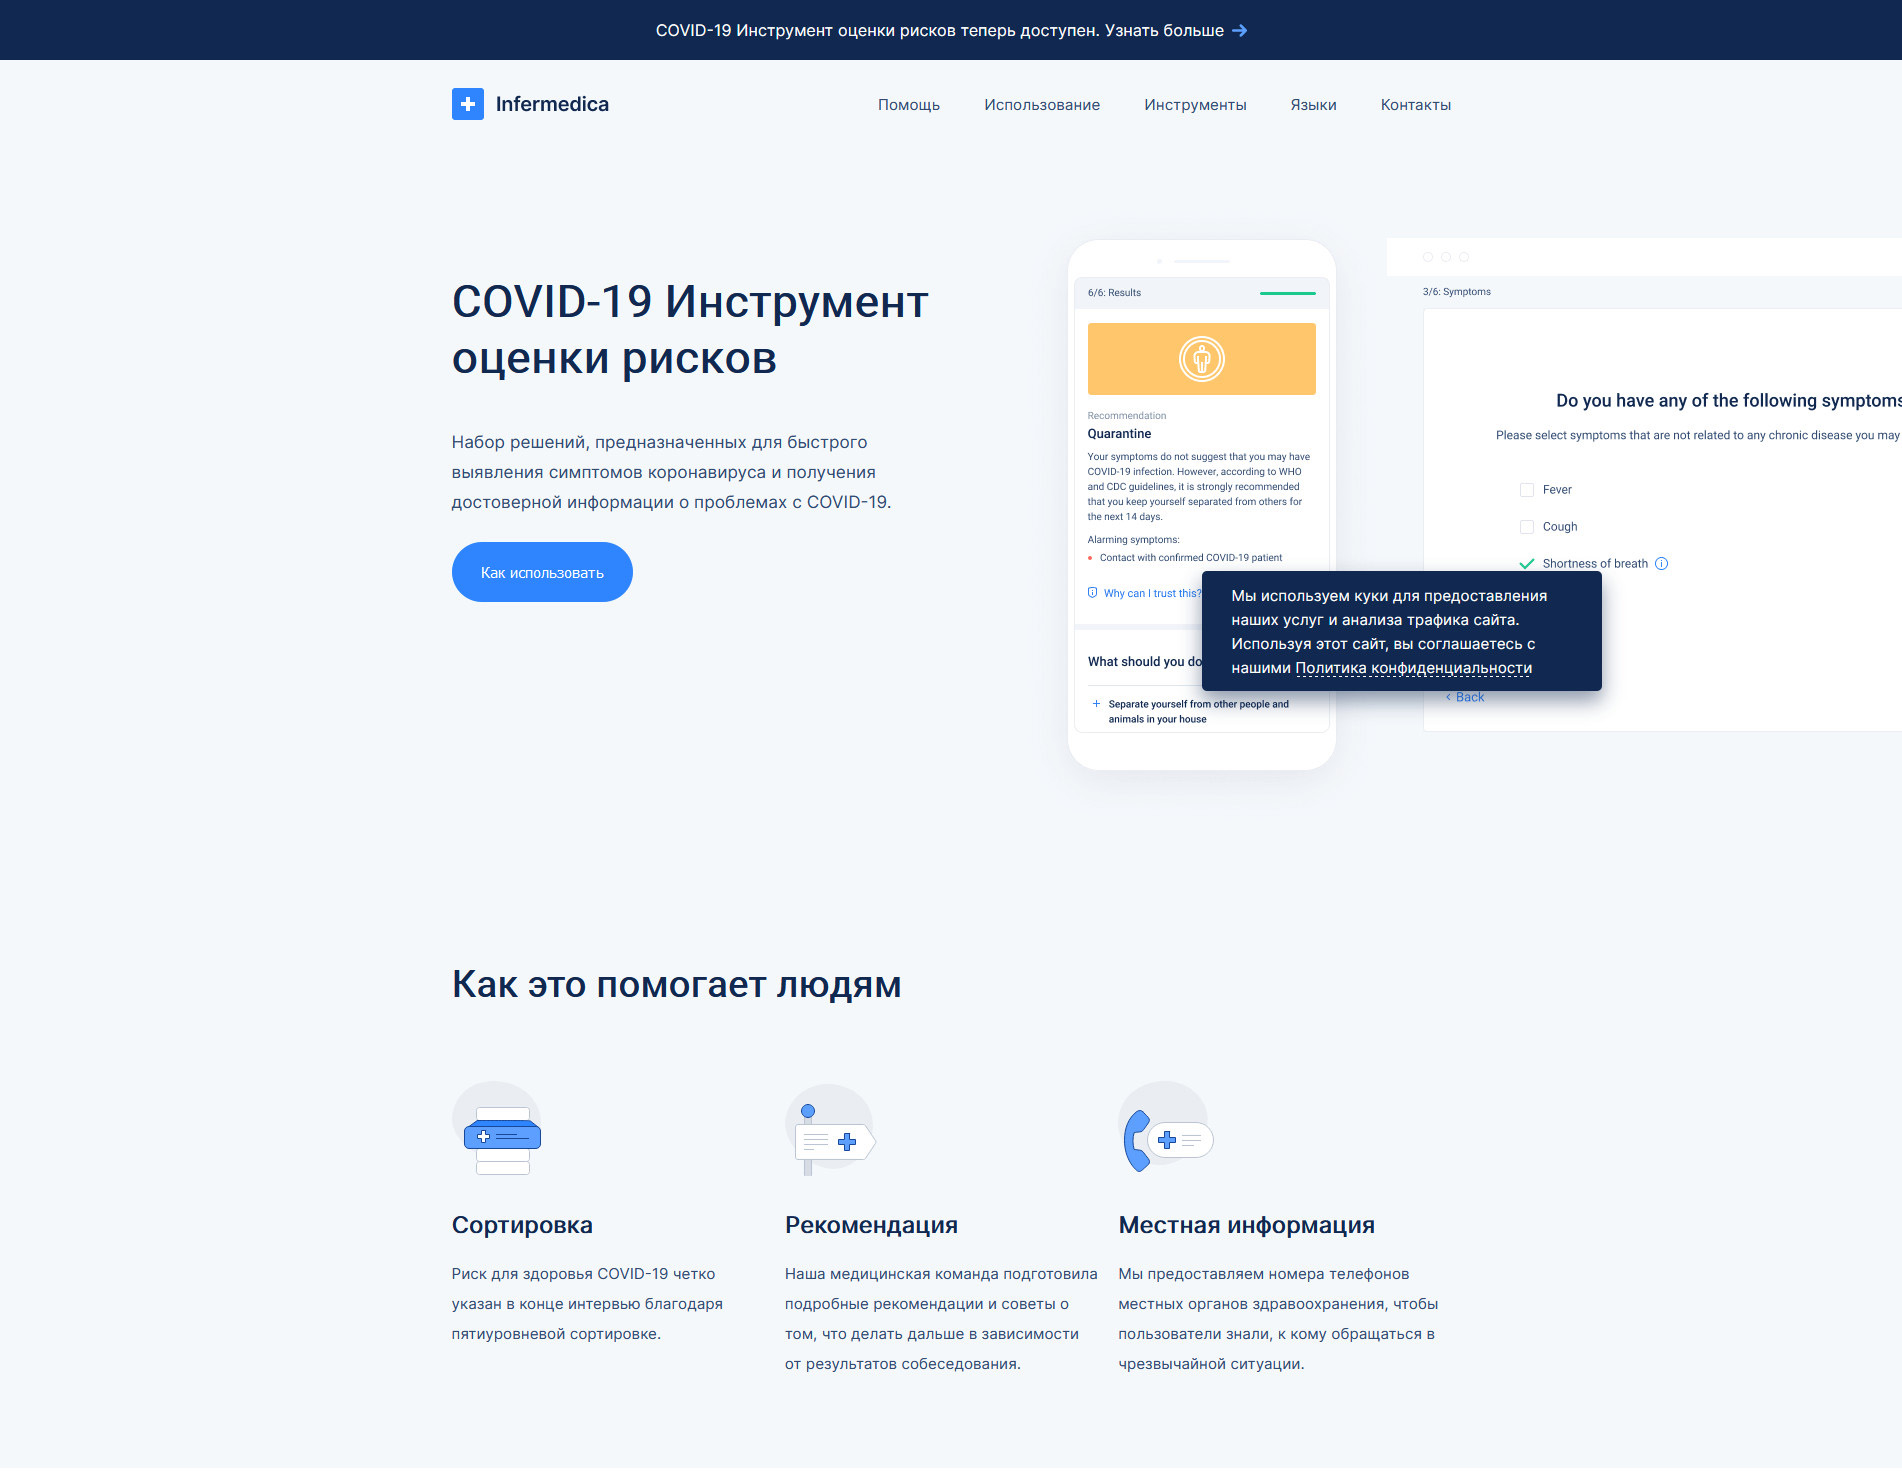 COVID-19 Инструмент оценки рисков теперь доступен. Узнать больше
Infermedica
Помощь
Использование
Инструменты
Языки
Контакты
COVID-19 Инструмент
оценки рисков
Набор решений, предназначенных для быстрого
выявления симптомов коронавируса и получения
достоверной информации о проблемах с COVID-19.
Как использовать
6/6: Results
Recommendation
Quarantine
Your symptoms do not suggest that you may have
COVID-19 infection. However, according to WHO
and CDC guidelines, it is strongly recommended
that you keep yourself separated from others for
the next 14 days.
Alarming symptoms:
Contact with confirmed COVID-19 patient
Why can I trust this?
What should you do
Separate yourself from other people and
animals in your house
3/6: Symptoms
Do you have any of the following symptoms
Please select symptoms that are not related to any chronic disease you may
Fever
Cough
Shortness of breath
Back
Мы используем куки для предоставления
наших услуг и анализа трафика сайта.
Используя этот сайт, вы соглашаетесь с
нашими Политика конфиденциальности
Как это помогает людям
Сортировка
Риск для здоровья COVID-19 четко
указан в конце интервью благодаря
пятиуровневой сортировке.
Рекомендация
Наша медицинская команда подготовила
подробные рекомендации и советы о
том, что делать дальше в зависимости
от результатов собеседования.
Местная информация
Мы предоставляем номера телефонов
местных органов здравоохранения, чтобы
пользователи знали, к кому обращаться в
чрезвычайной ситуации.